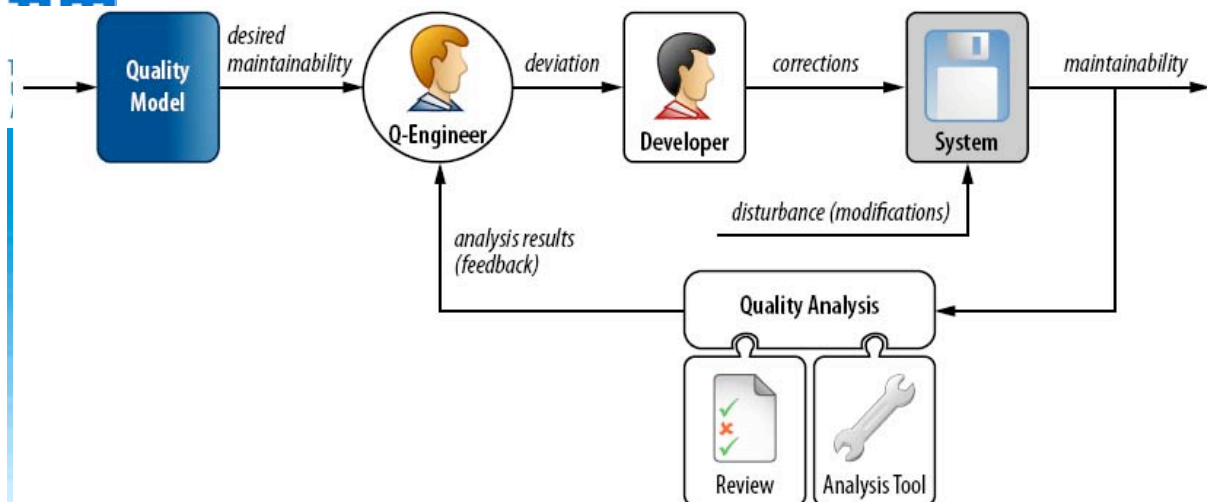 desired
maintainability
Quality
Model
Q-Engineer
deviation
Developer
corrections
System
maintainability
disturbance (modifications)
analysis results
(feedback)
Quality Analysis
Review
Analysis Tool